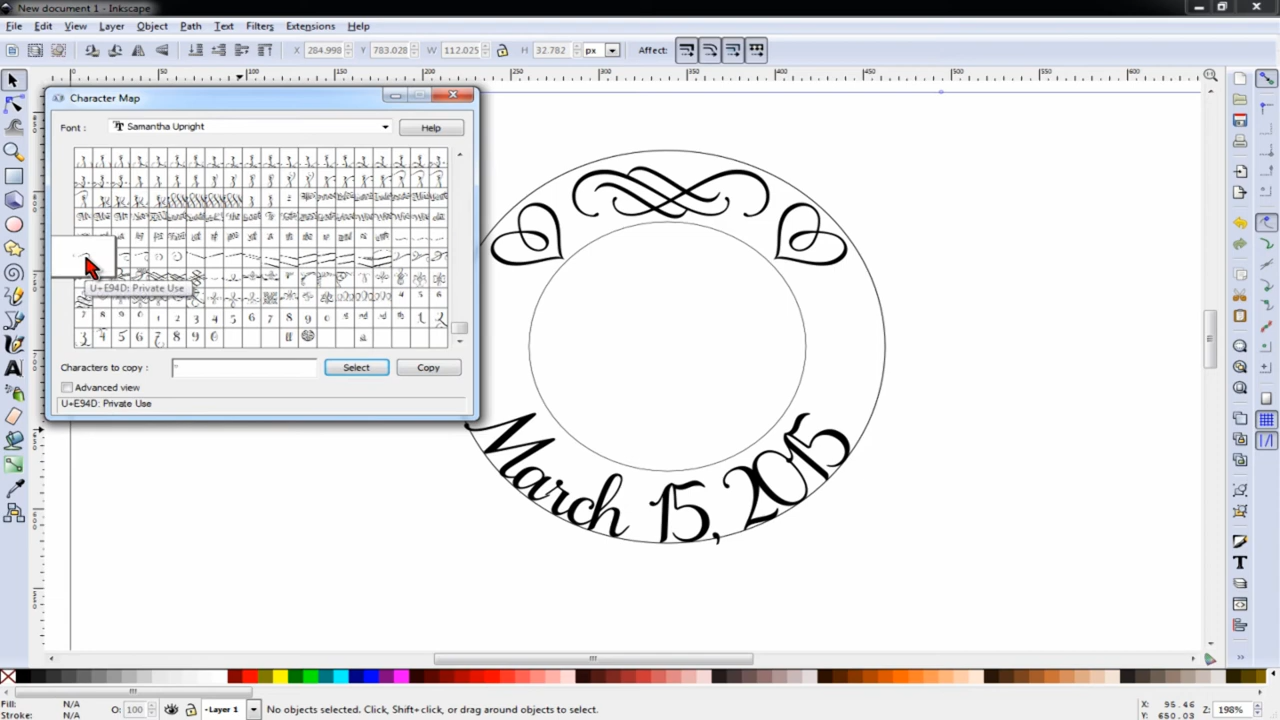 New document 1 - Inkscape
File Edit View Layer Object Path Text Filters Extensions Help
X 284.998 Y 783.028 W 112.025 H 32.782 px Affect:
Character Map
Font : Samantha Upright Help
U+E94D: Private Use
Characters to copy : Select Copy
Advanced view
U+E94D: Private Use
March 15, 2015
Fill: N/A
Stroke: N/A
O: 100
Layer 1
No objects selected. Click, Shift+click, or drag around objects to select.
X: 95.46
Y: 650.03
Z: 198%